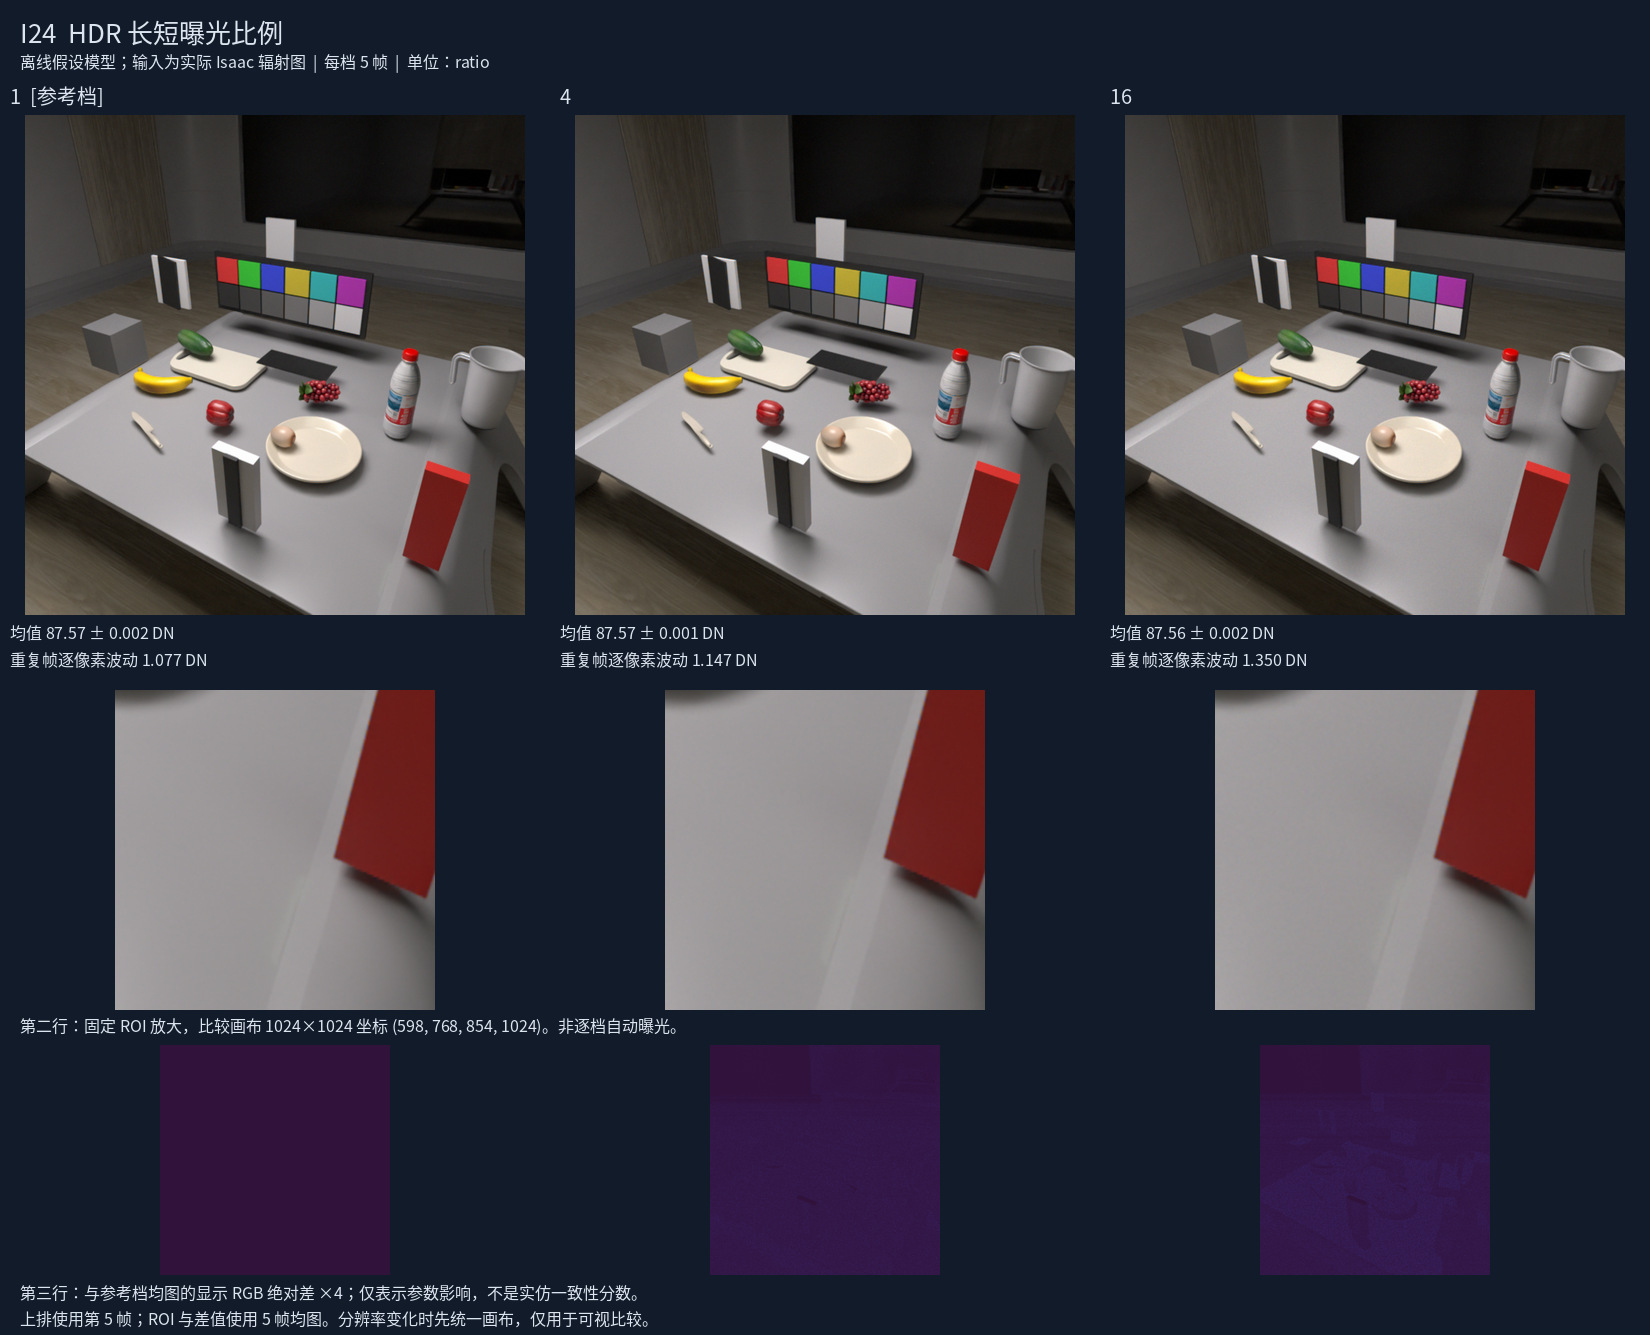 I24 HDR 长短曝光比例
离线假设模型；输入为实际 Isaac 辐射图 | 每档 5 帧 | 单位：ratio
1 [参考档]
4
16
均值 87.57 ± 0.002 DN
重复帧逐像素波动 1.077 DN
均值 87.57 ± 0.001 DN
重复帧逐像素波动 1.147 DN
均值 87.56 ± 0.002 DN
重复帧逐像素波动 1.350 DN
第二行：固定 ROI 放大，比较画布 1024×1024 坐标 (598, 768, 854, 1024)。非逐档自动曝光。
第三行：与参考档均图的显示 RGB 绝对差 ×4；仅表示参数影响，不是实仿一致性分数。
上排使用第 5 帧；ROI 与差值使用 5 帧均图。分辨率变化时先统一画布，仅用于可视比较。